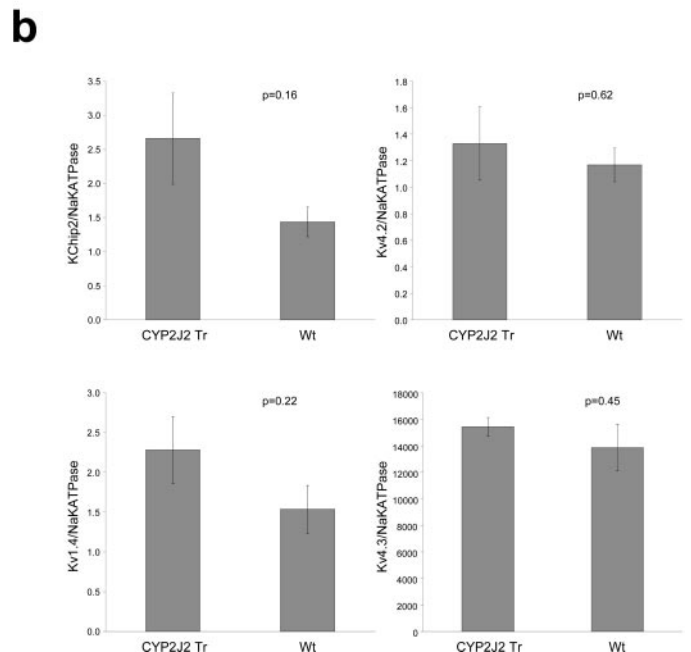 b
KChip2/NaKATPase
3.5
3.0
2.5
2.0
1.5
1.0
0.5
0.0
p=0.16
CYP2J2 Tr Wt
Kv4.2/NaKATPase
1.8
1.6
1.4
1.2
1.0
0.8
0.6
0.4
0.2
0.0
p=0.62
CYP2J2 Tr Wt
Kv1.4/NaKATPase
3.0
2.5
2.0
1.5
1.0
0.5
0.0
p=0.22
CYP2J2 Tr Wt
Kv4.3/NaKATPase
18000
16000
14000
12000
10000
8000
6000
4000
2000
0
p=0.45
CYP2J2 Tr Wt